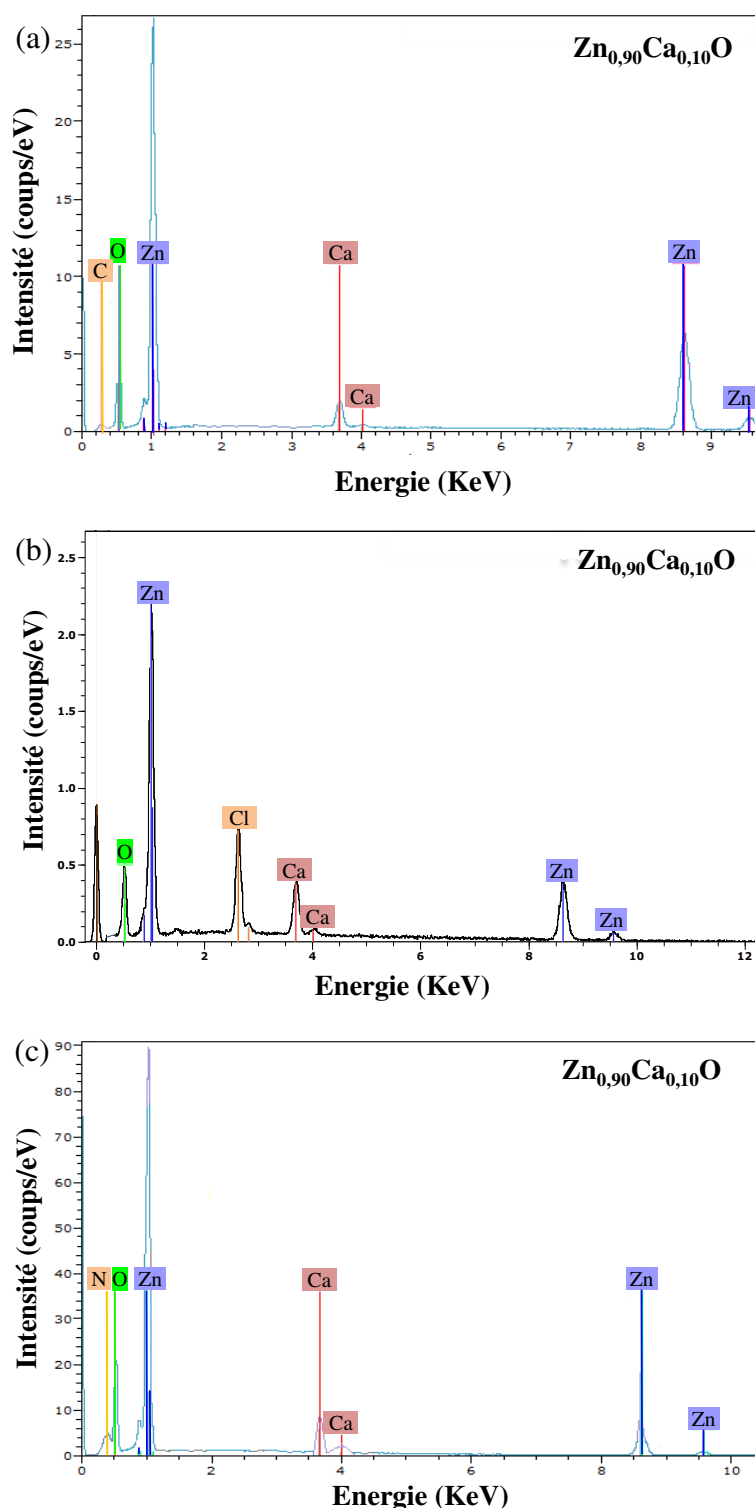 (a)
Zn0,90Ca0,10O
Intensité (coups/eV)
25
20
15
10
5
0
C
O
Zn
Ca
Ca
Zn
Zn
0 1 2 3 4 5 6 7 8 9
Energie (KeV)
(b)
Zn0,90Ca0,10O
Intensité (coups/eV)
2.5
2.0
1.5
1.0
0.5
0.0
O
Zn
Cl
Ca
Ca
Zn
Zn
0 2 4 6 8 10 12
Energie (KeV)
(c)
Zn0,90Ca0,10O
Intensité (coups/eV)
90
80
70
60
50
40
30
20
10
0
N
O
Zn
Ca
Ca
Zn
Zn
0 2 4 6 8 10
Energie (KeV)